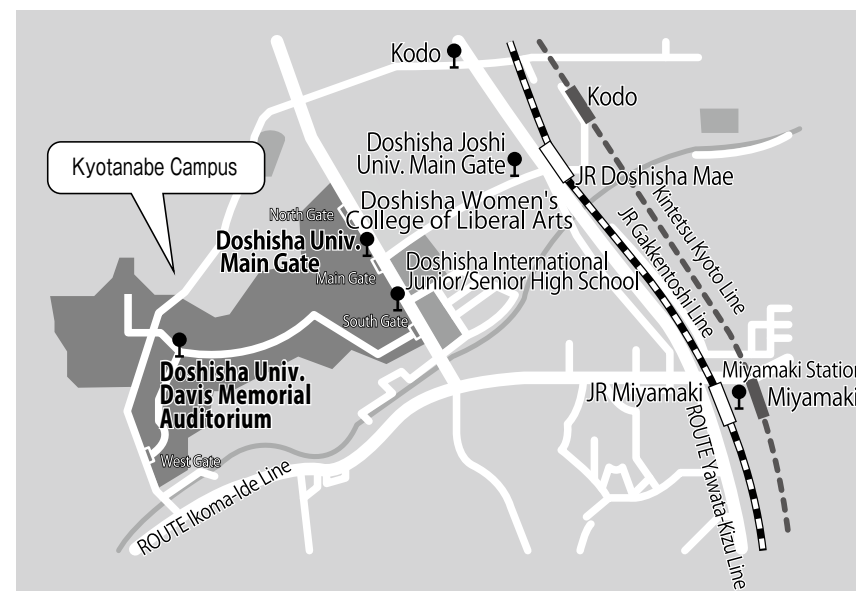 Kodo
Kodo
Kyotanabe Campus
Doshisha Joshi
Univ. Main Gate
JR Doshisha Mae
Kintetsu Kyoto Line
JR Gakkentoshi Line
North Gate
Doshisha Women's
College of Liberal Arts
Doshisha Univ.
Main Gate
Main Gate
Doshisha International
Junior/Senior High School
South Gate
Doshisha Univ.
Davis Memorial
Auditorium
Miyamaki Station
JR Miyamaki
Miyamaki
West Gate
ROUTE Ikoma-Ide Line
ROUTE Yawata-Kizu Line